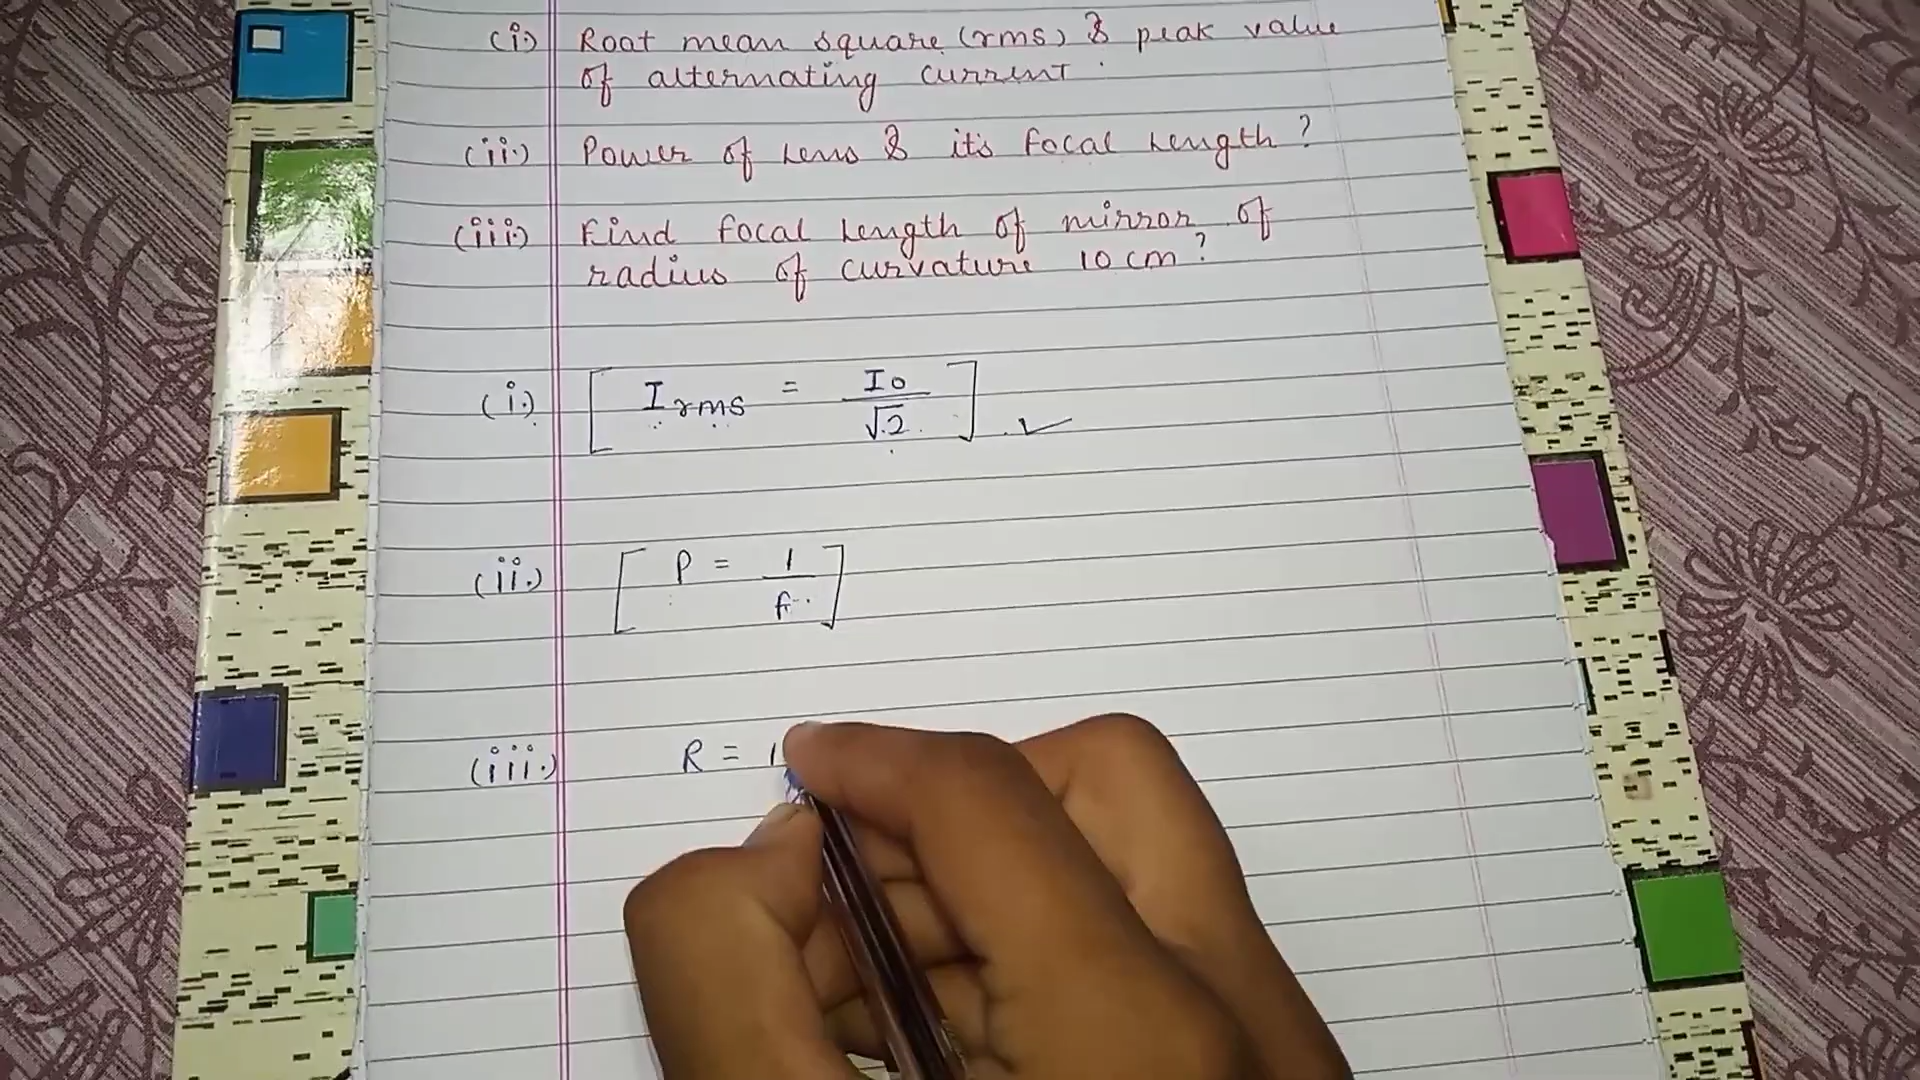 (i.) Root mean square (rms) & peak value
of alternating current.
(ii.) Power of lens & its focal length?
(iii.) Find focal length of mirror of
radius of curvature 10 cm?
(i.) [ Irms = I0/√2 ]
(ii.) [ P = 1/f ]
(iii.) R = 1